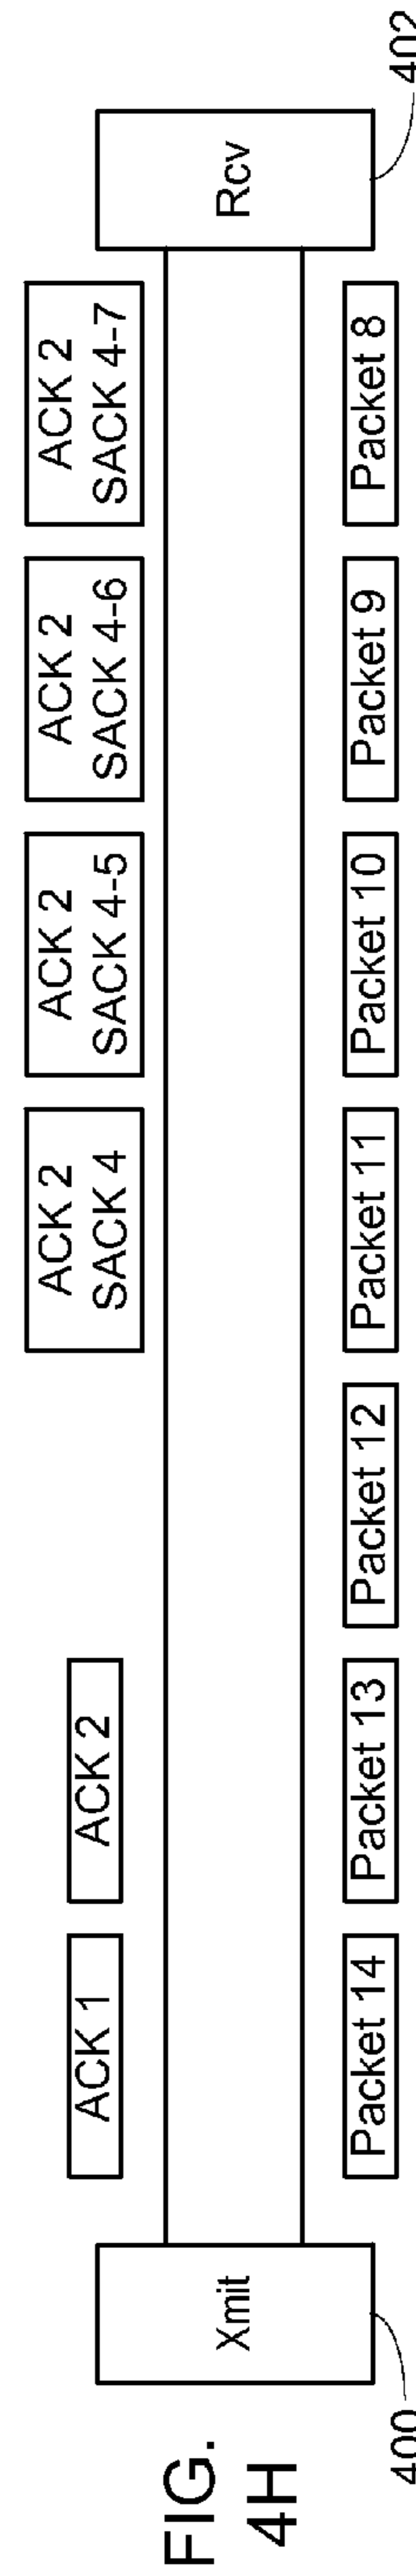 ACK 1
ACK 2
ACK 2
SACK 4
ACK 2
SACK 4-5
ACK 2
SACK 4-6
ACK 2
SACK 4-7
Xmit
Rcv
Packet 14
Packet 13
Packet 12
Packet 11
Packet 10
Packet 9
Packet 8
400
402
FIG.
4H